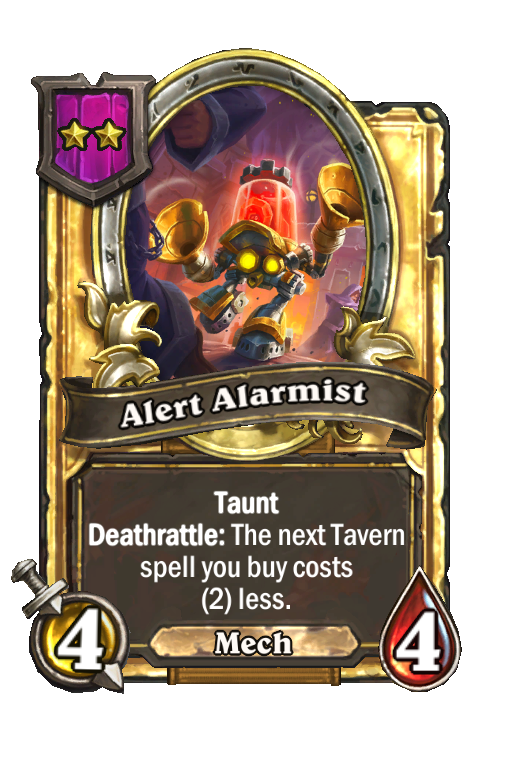 Alert Alarmist
Taunt
Deathrattle: The next Tavern
spell you buy costs
(2) less.
4
Mech
4